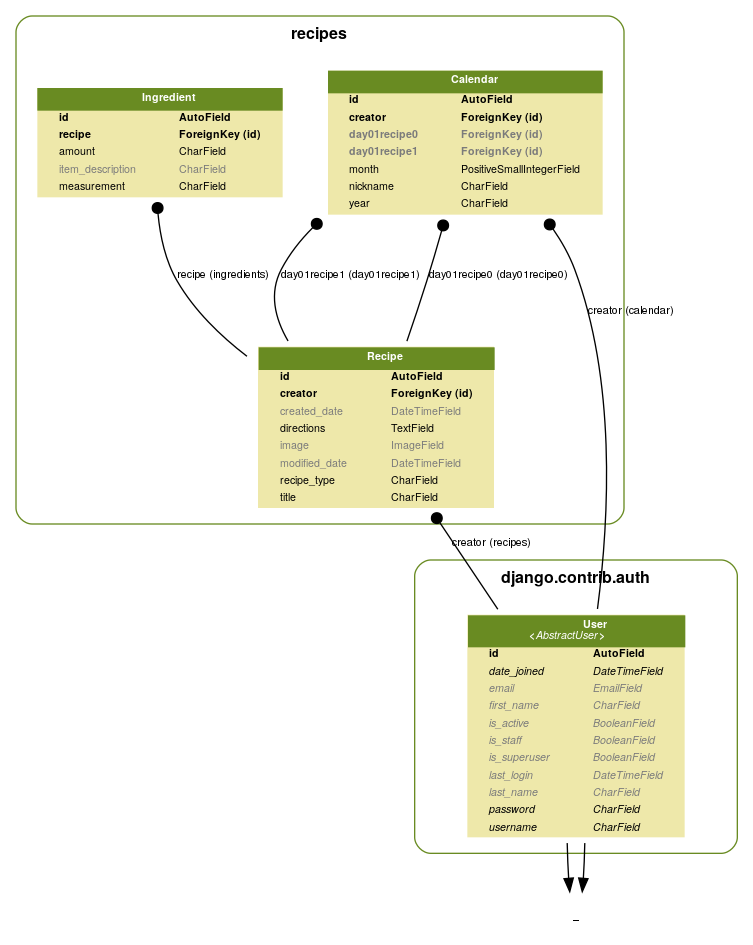 recipes
Ingredient
id AutoField
recipe ForeignKey (id)
amount CharField
item_description CharField
measurement CharField
Calendar
id AutoField
creator ForeignKey (id)
day01recipe0 ForeignKey (id)
day01recipe1 ForeignKey (id)
month PositiveSmallIntegerField
nickname CharField
year CharField
recipe (ingredients)
day01recipe1 (day01recipe1)
day01recipe0 (day01recipe0)
creator (calendar)
Recipe
id AutoField
creator ForeignKey (id)
created_date DateTimeField
directions TextField
image ImageField
modified_date DateTimeField
recipe_type CharField
title CharField
creator (recipes)
django.contrib.auth
User
<AbstractUser>
id AutoField
date_joined DateTimeField
email EmailField
first_name CharField
is_active BooleanField
is_staff BooleanField
is_superuser BooleanField
last_login DateTimeField
last_name CharField
password CharField
username CharField
_